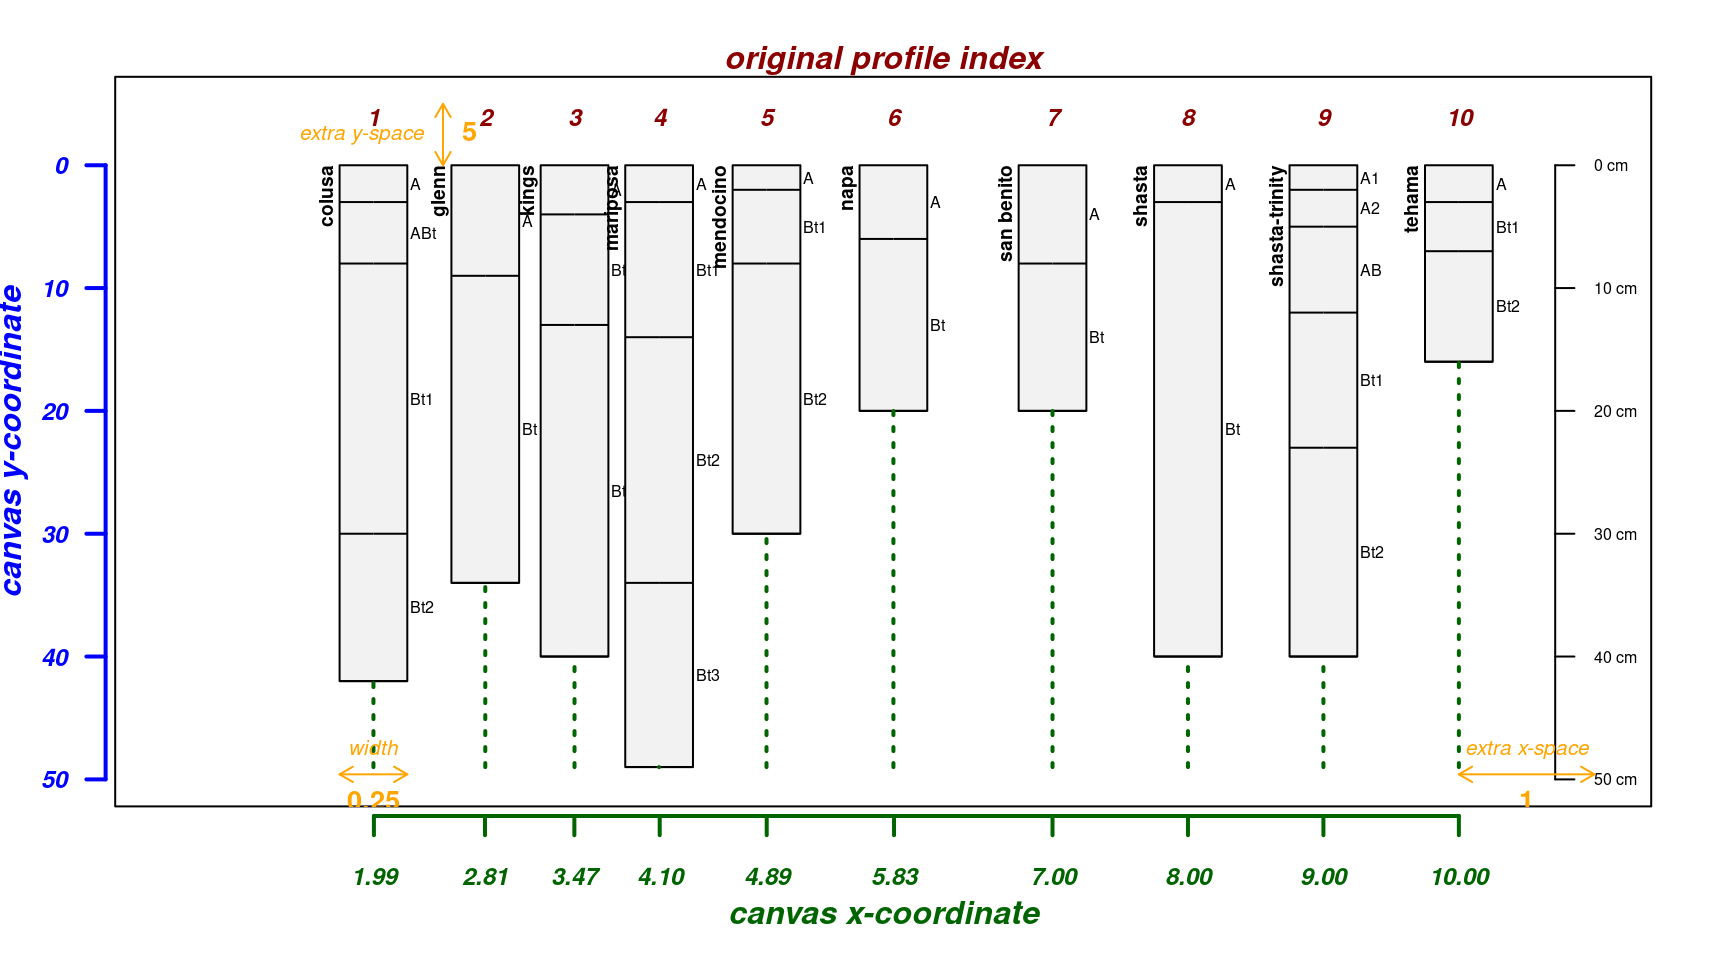 original profile index
1 2 3 4 5 6 7 8 9 10
extra y-space 5
canvas y-coordinate
0
10
20
30
40
50
colusa
A
ABt
Bt1
Bt2
glenn
A
Bt
kings
A
Bt
Bt
mariposa
A
Bt1
Bt2
Bt3
mendocino
A
Bt1
Bt2
napa
A
Bt
san benito
A
Bt
shasta
A
Bt
shasta-trinity
A1
A2
AB
Bt1
Bt2
tehama
A
Bt1
Bt2
0 cm
10 cm
20 cm
30 cm
40 cm
50 cm
width
0.25
extra x-space
1
1.99 2.81 3.47 4.10 4.89 5.83 7.00 8.00 9.00 10.00
canvas x-coordinate